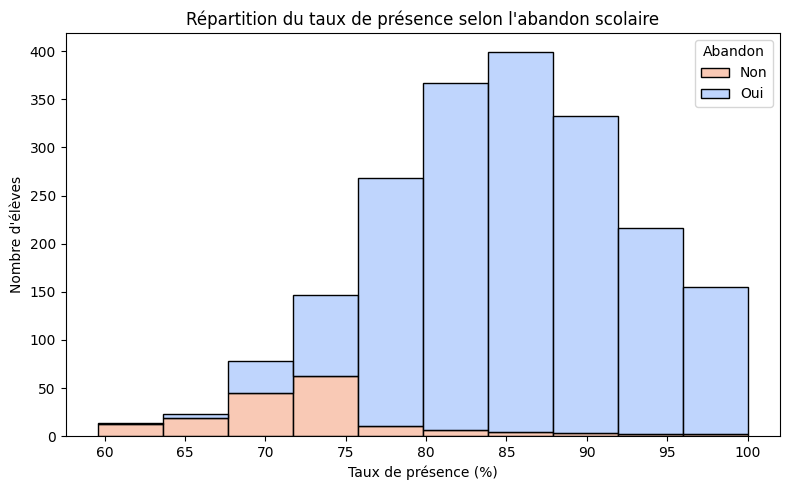 Répartition du taux de présence selon l'abandon scolaire
Abandon
Non
Oui
Nombre d'élèves
400
350
300
250
200
150
100
50
0
60 65 70 75 80 85 90 95 100
Taux de présence (%)